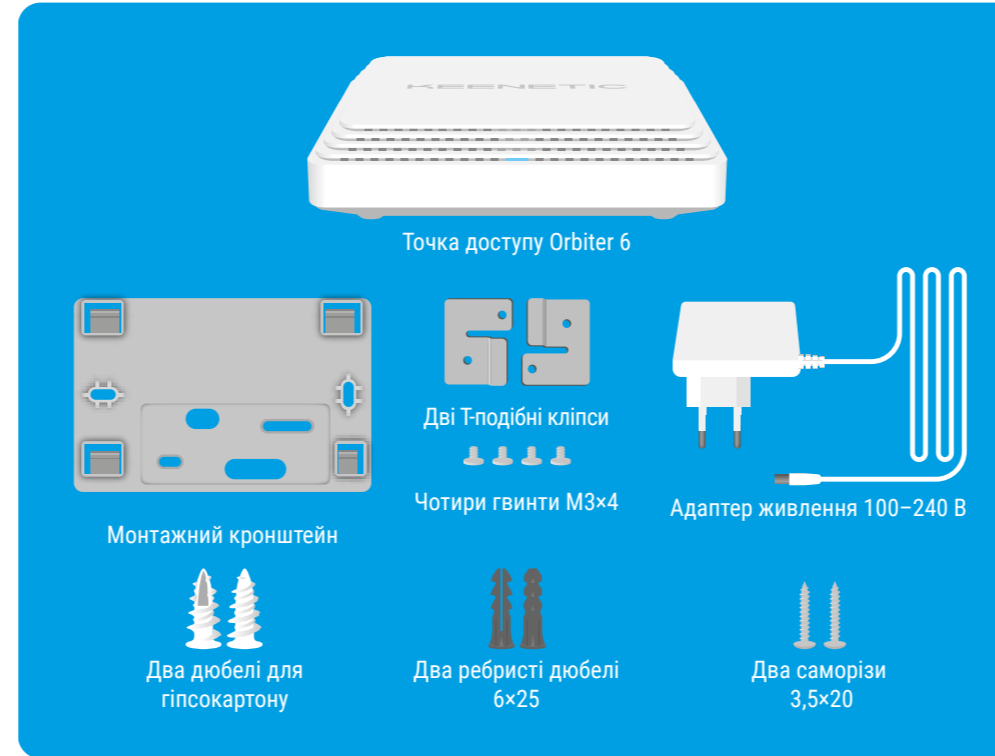 KEENETIC
Точка доступу Orbiter 6
Дві Т-подібні кліпси
Чотири гвинти М3×4
Адаптер живлення 100–240 В
Монтажний кронштейн
Два дюбелі для
гіпсокартону
Два ребристі дюбелі
6×25
Два саморізи
3,5×20